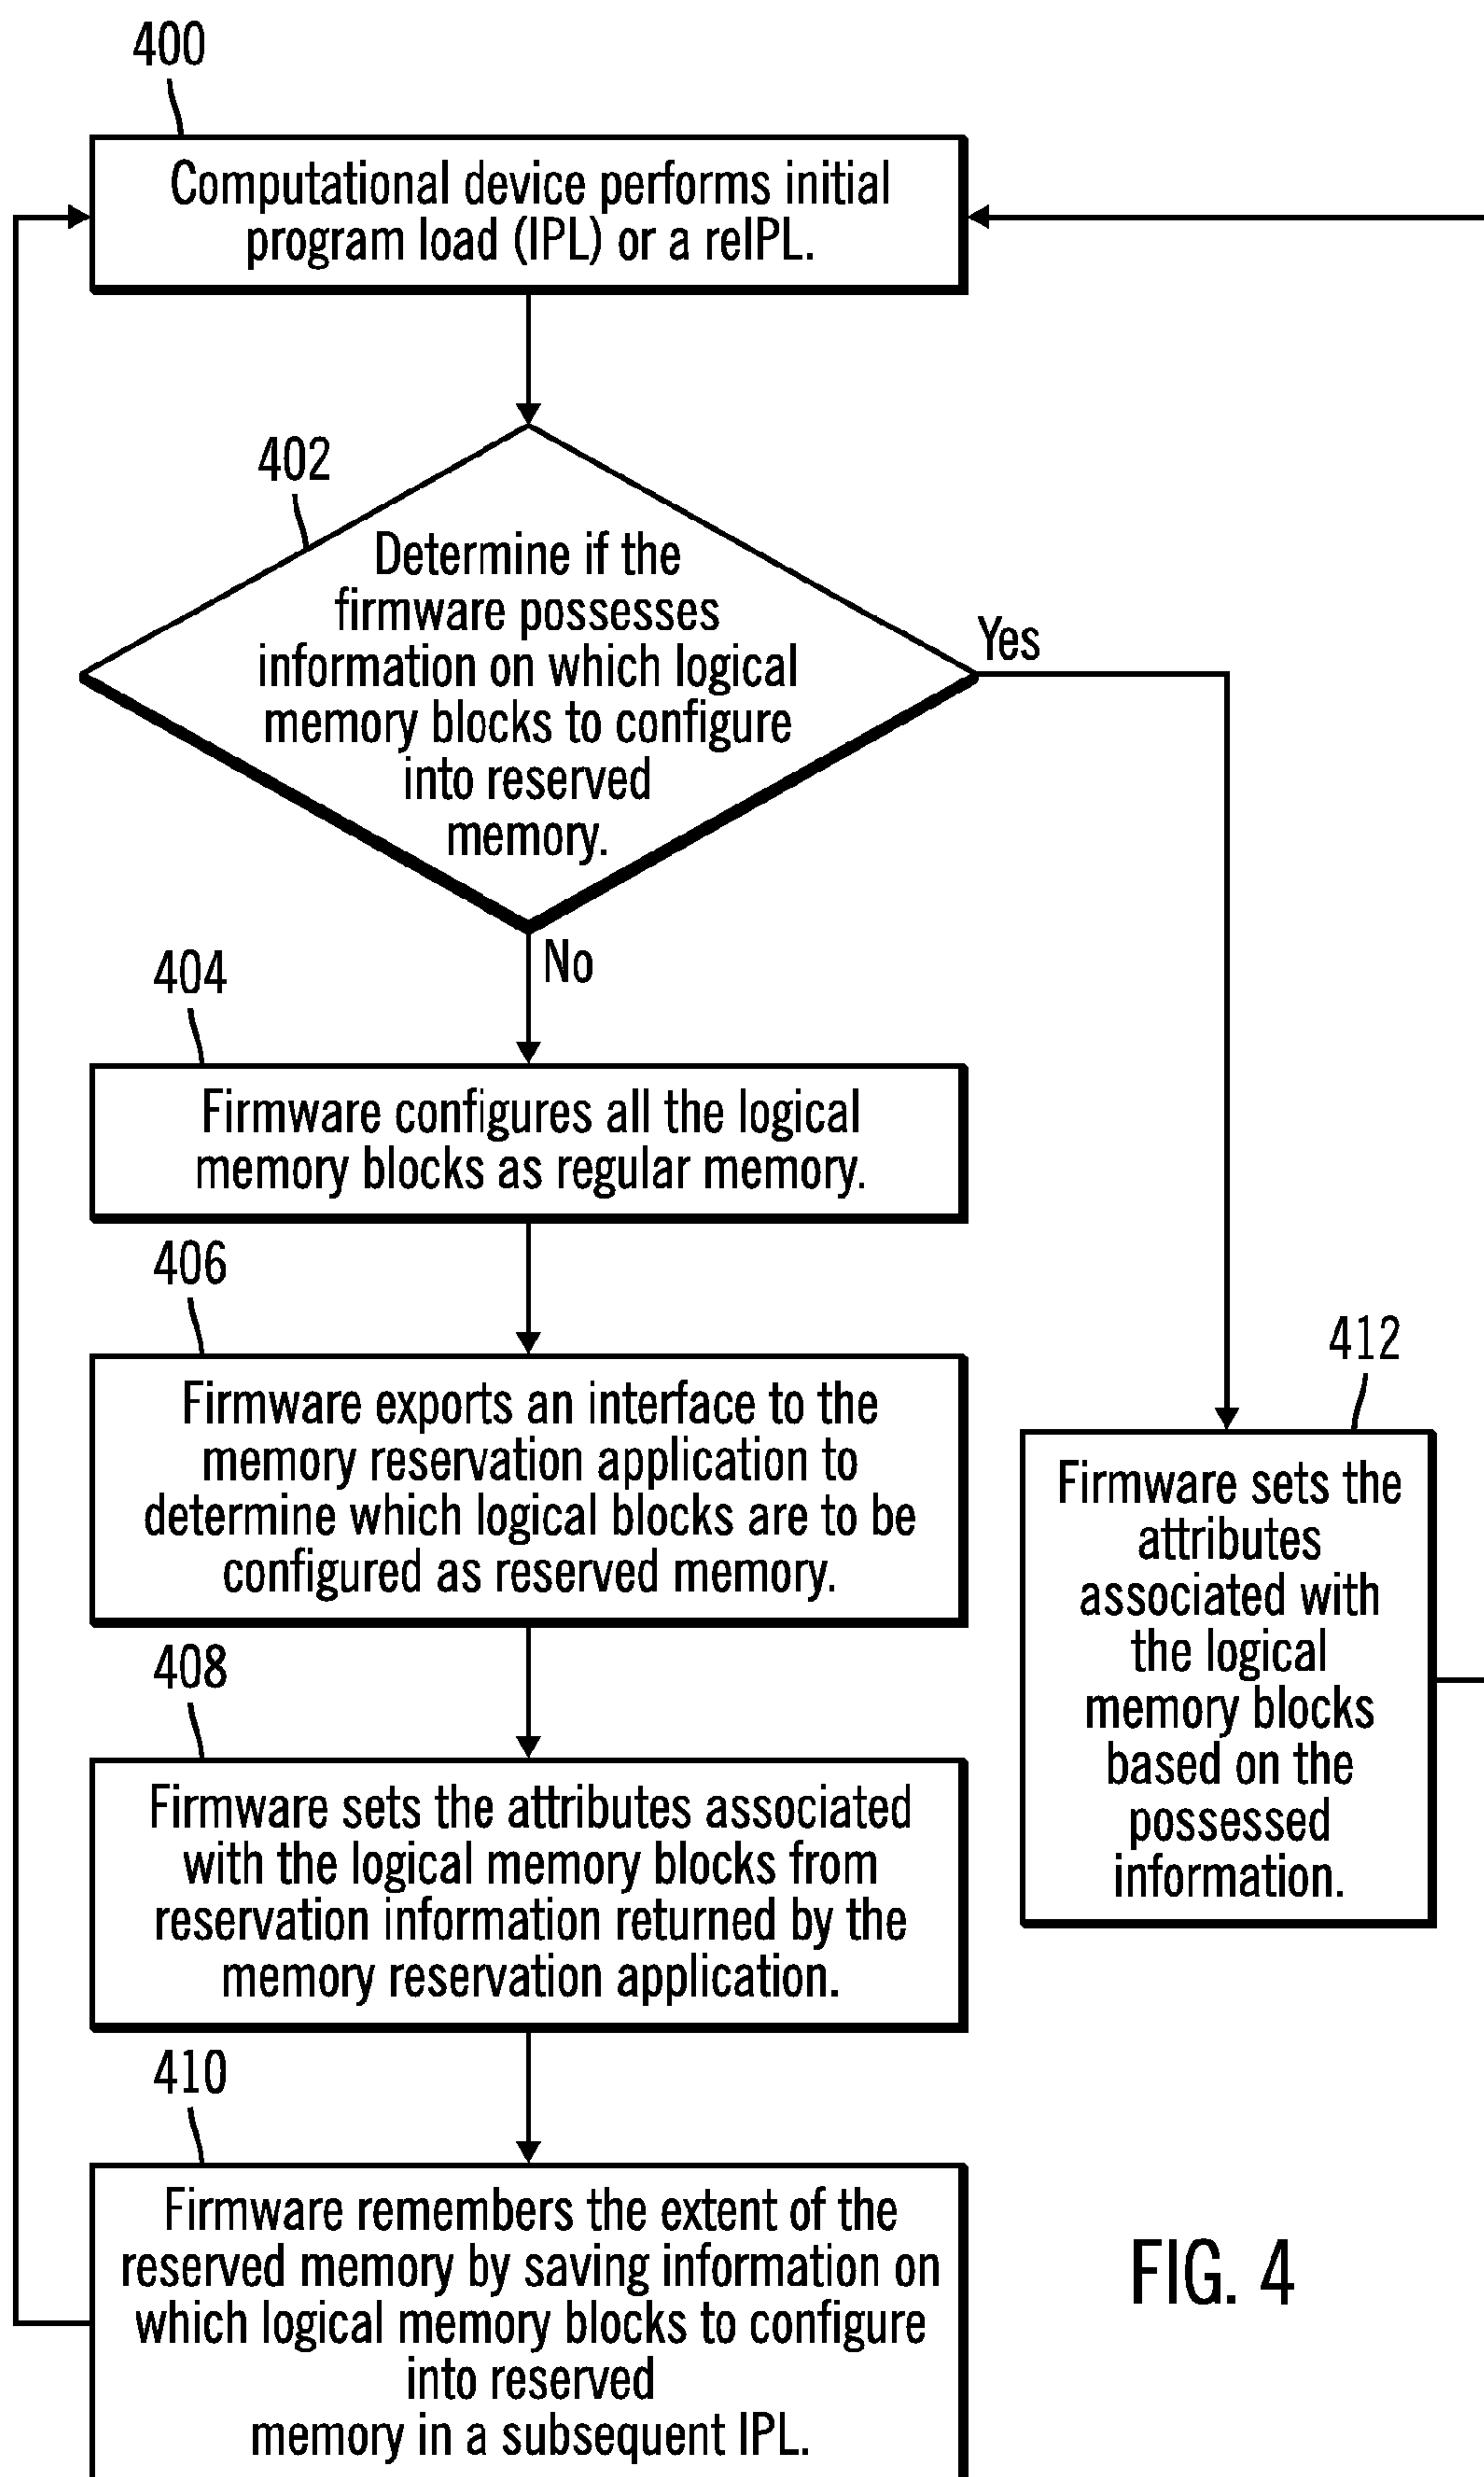 400
Computational device performs initial
program load (IPL) or a reIPL.
402
Determine if the
firmware possesses
information on which logical
memory blocks to configure
into reserved
memory.
Yes
No
404
Firmware configures all the logical
memory blocks as regular memory.
406
Firmware exports an interface to the
memory reservation application to
determine which logical blocks are to be
configured as reserved memory.
412
Firmware sets the
attributes
associated with
the logical
memory blocks
based on the
possessed
information.
408
Firmware sets the attributes associated
with the logical memory blocks from
reservation information returned by the
memory reservation application.
410
Firmware remembers the extent of the
reserved memory by saving information on
which logical memory blocks to configure
into reserved
memory in a subsequent IPL.
FIG. 4